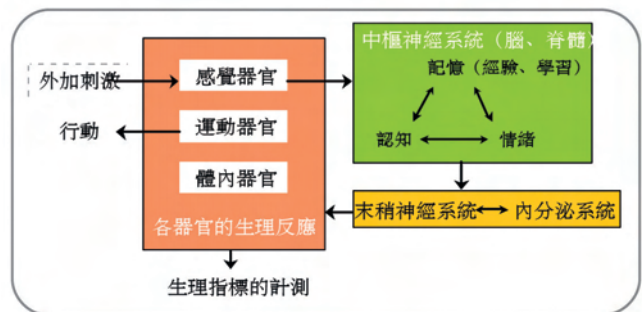 中樞神經系統（腦、脊髓）
記憶（經驗、學習）
外加刺激
感覺器官
行動
運動器官
認知
情緒
體內器官
各器官的生理反應
末稍神經系統
內分泌系統
生理指標的計測